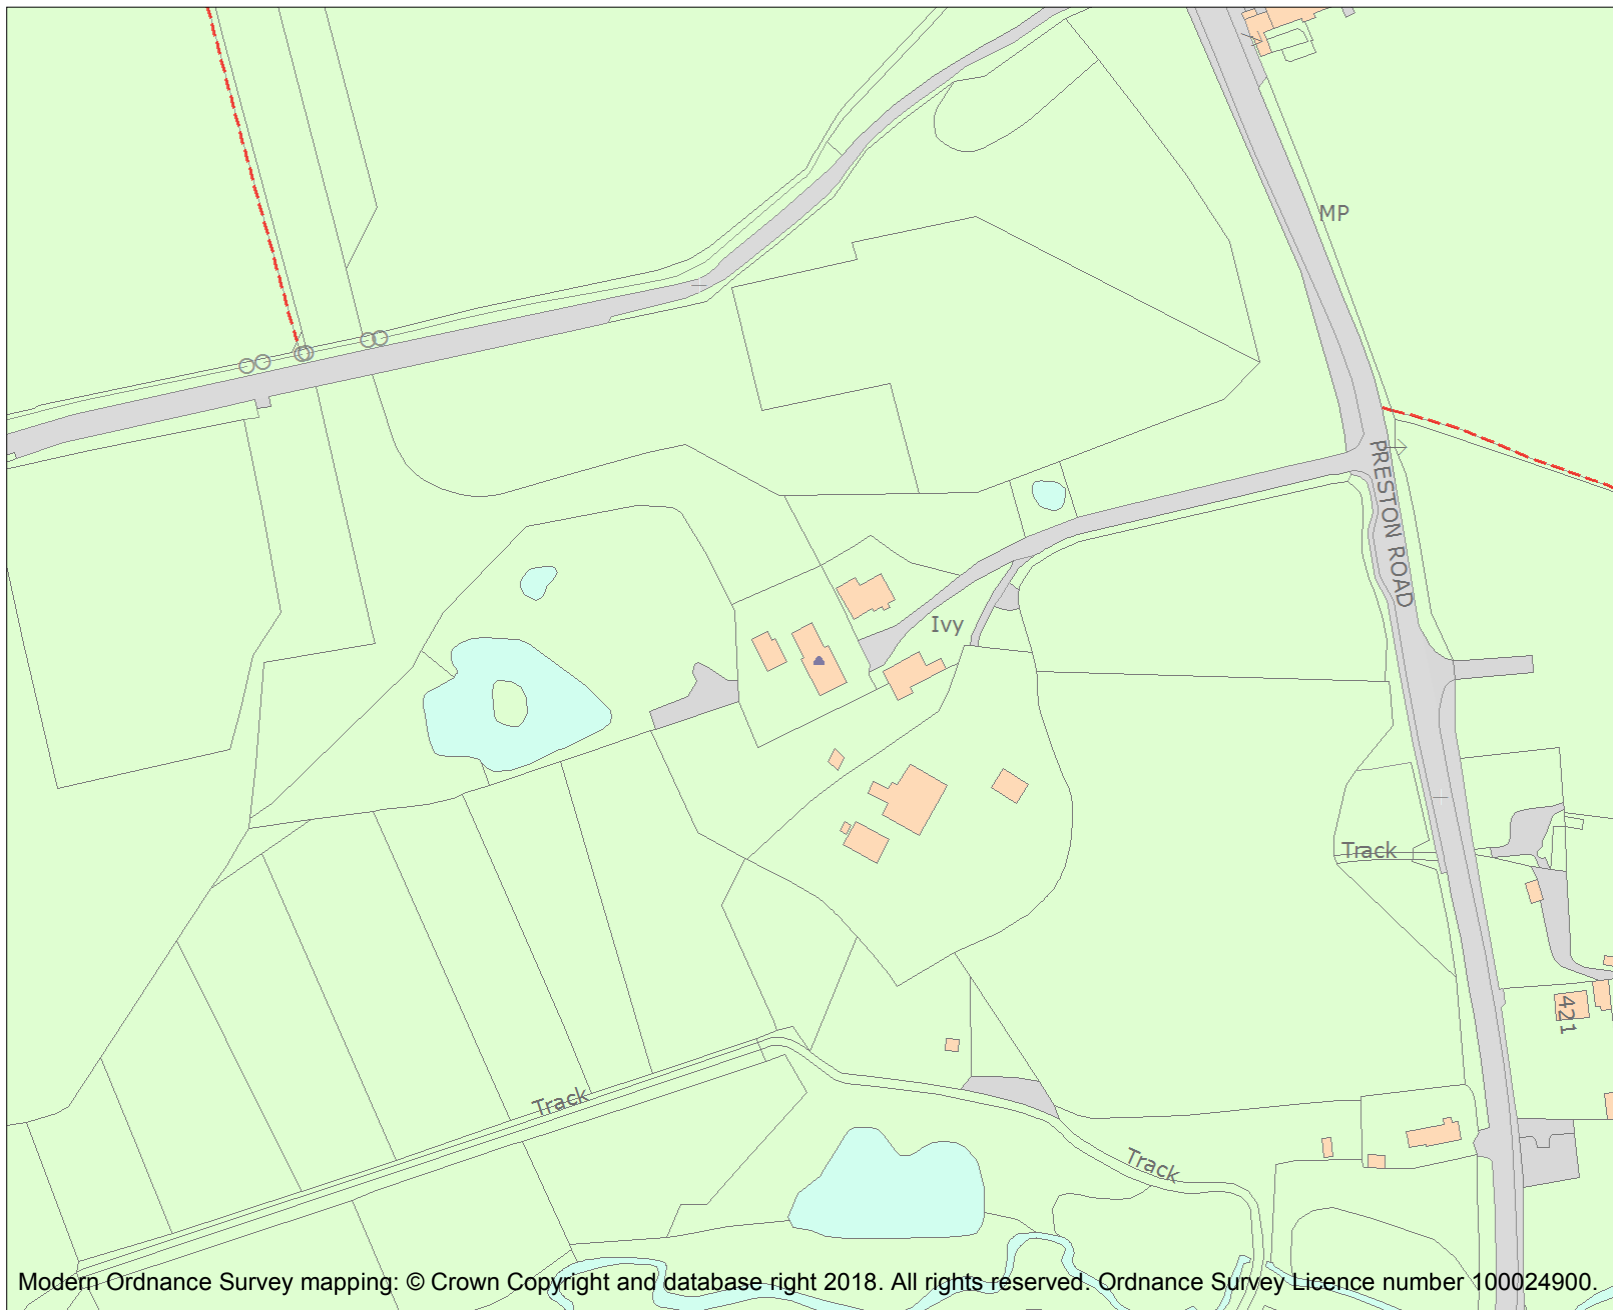 MP
PRESTON ROAD
Ivy
Track
421
Track
Track
Modern Ordnance Survey mapping: © Crown Copyright and database right 2018. All rights reserved. Ordnance Survey Licence number 100024900.